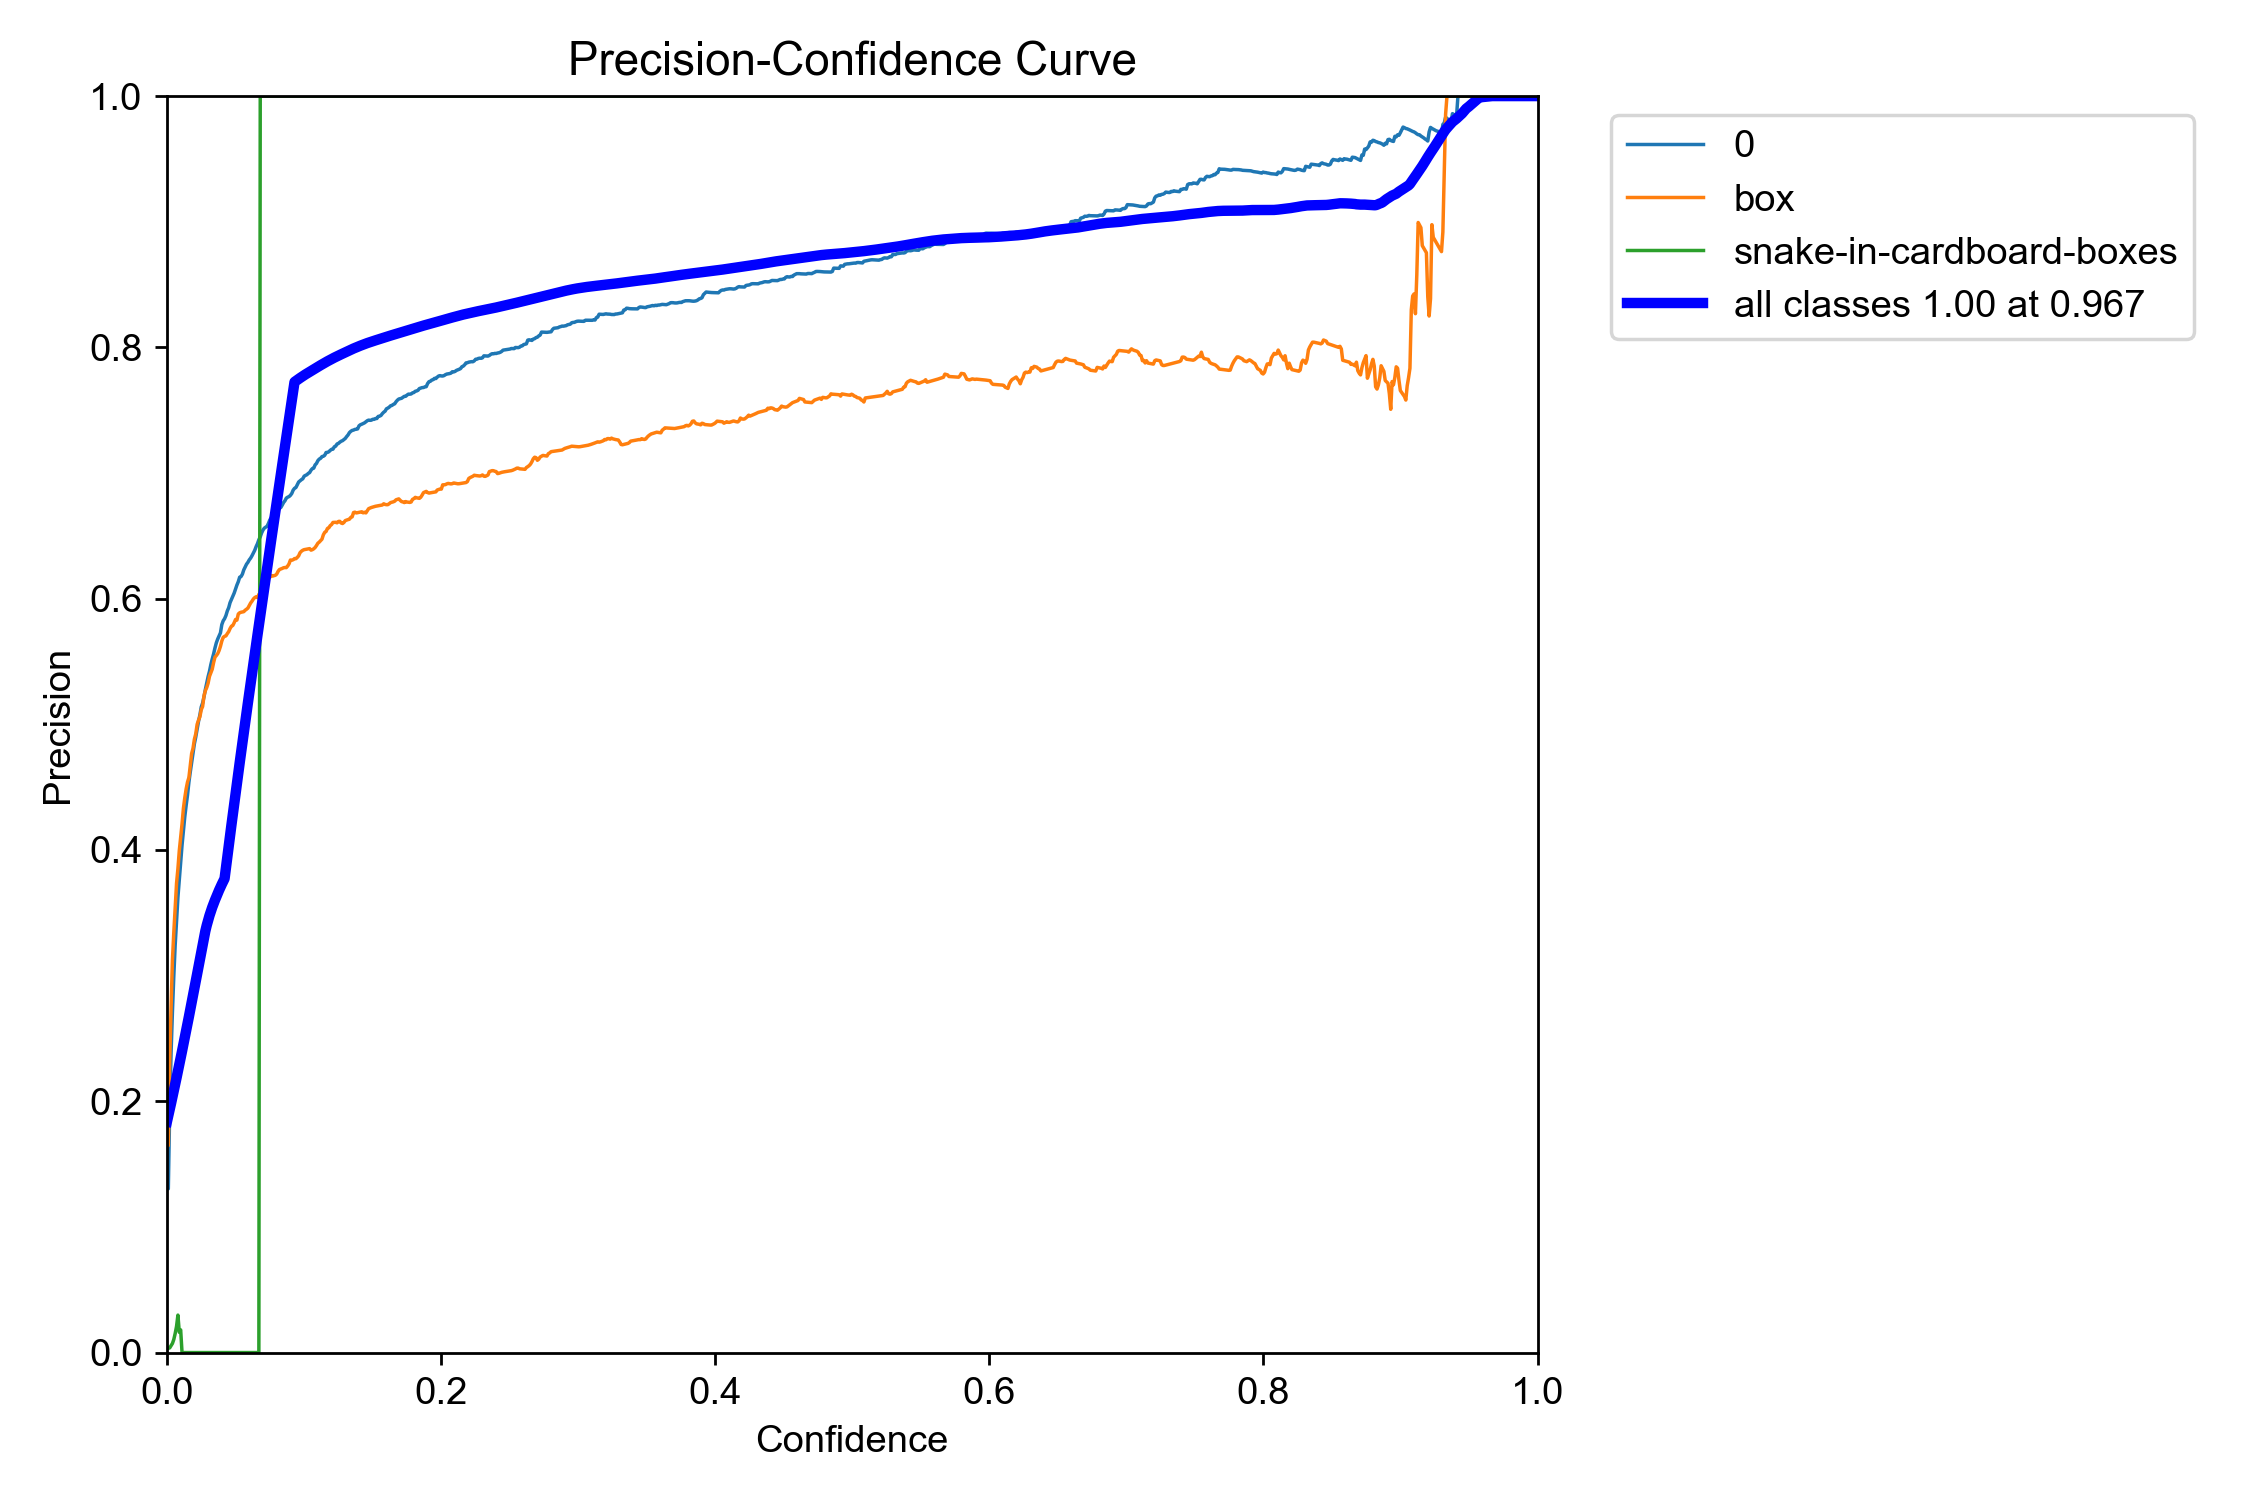 Precision-Confidence Curve
1.0
0.8
0.6
0.4
0.2
0.0
Precision
0.0 0.2 0.4 0.6 0.8 1.0
Confidence
0
box
snake-in-cardboard-boxes
all classes 1.00 at 0.967